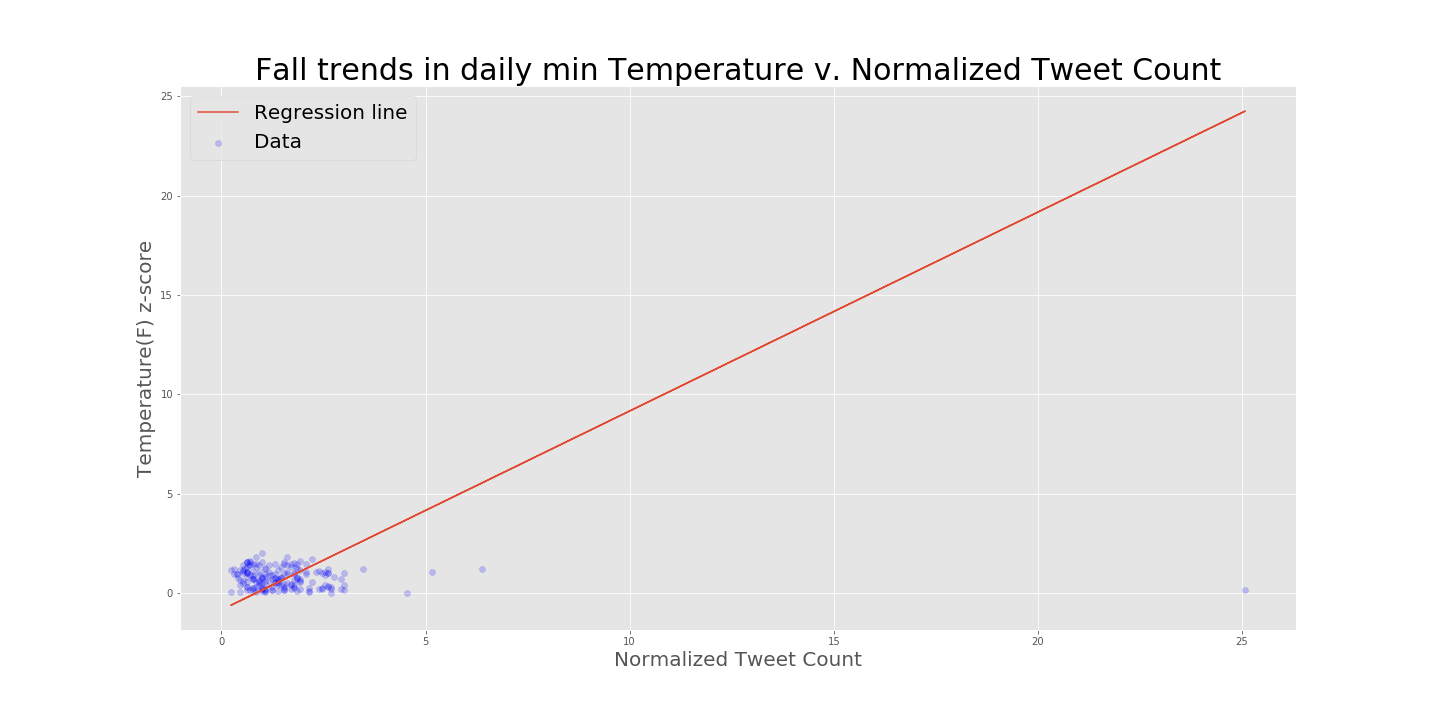 Fall trends in daily min Temperature v. Normalized Tweet Count
Regression line
Data
Temperature(F) z-score
25
20
15
10
5
0
0
5
10
15
20
25
Normalized Tweet Count